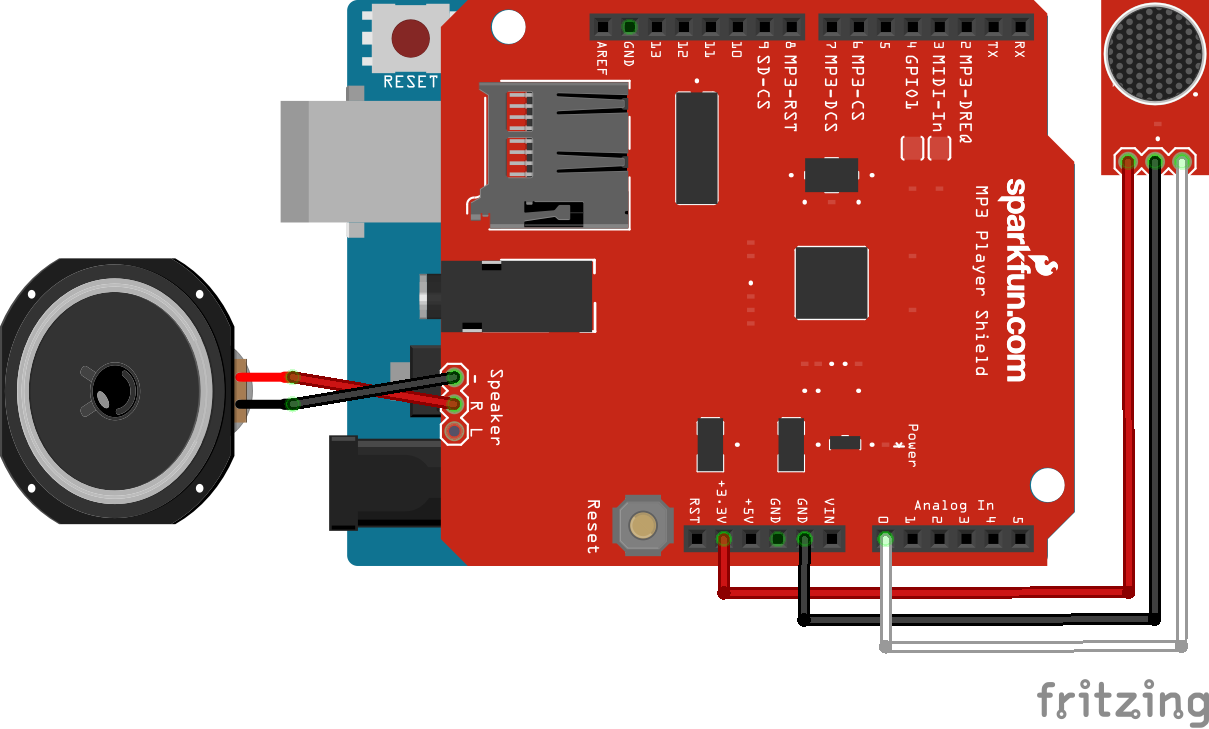 RESET
AREF
GND
13
12
11
10
9 SD-CS
8 MP3-RST
7 MP3-DCS
6 MP3-CS
5
4 GPIO1
3 MIDI-In
2 MP3-DREQ
TX
RX
sparkfun.com
MP3 Player Shield
Speaker
-
R
L
Power
Reset
RST
+3.3V
+5V
GND
GND
VIN
Analog In
0
1
2
3
4
5
fritzing